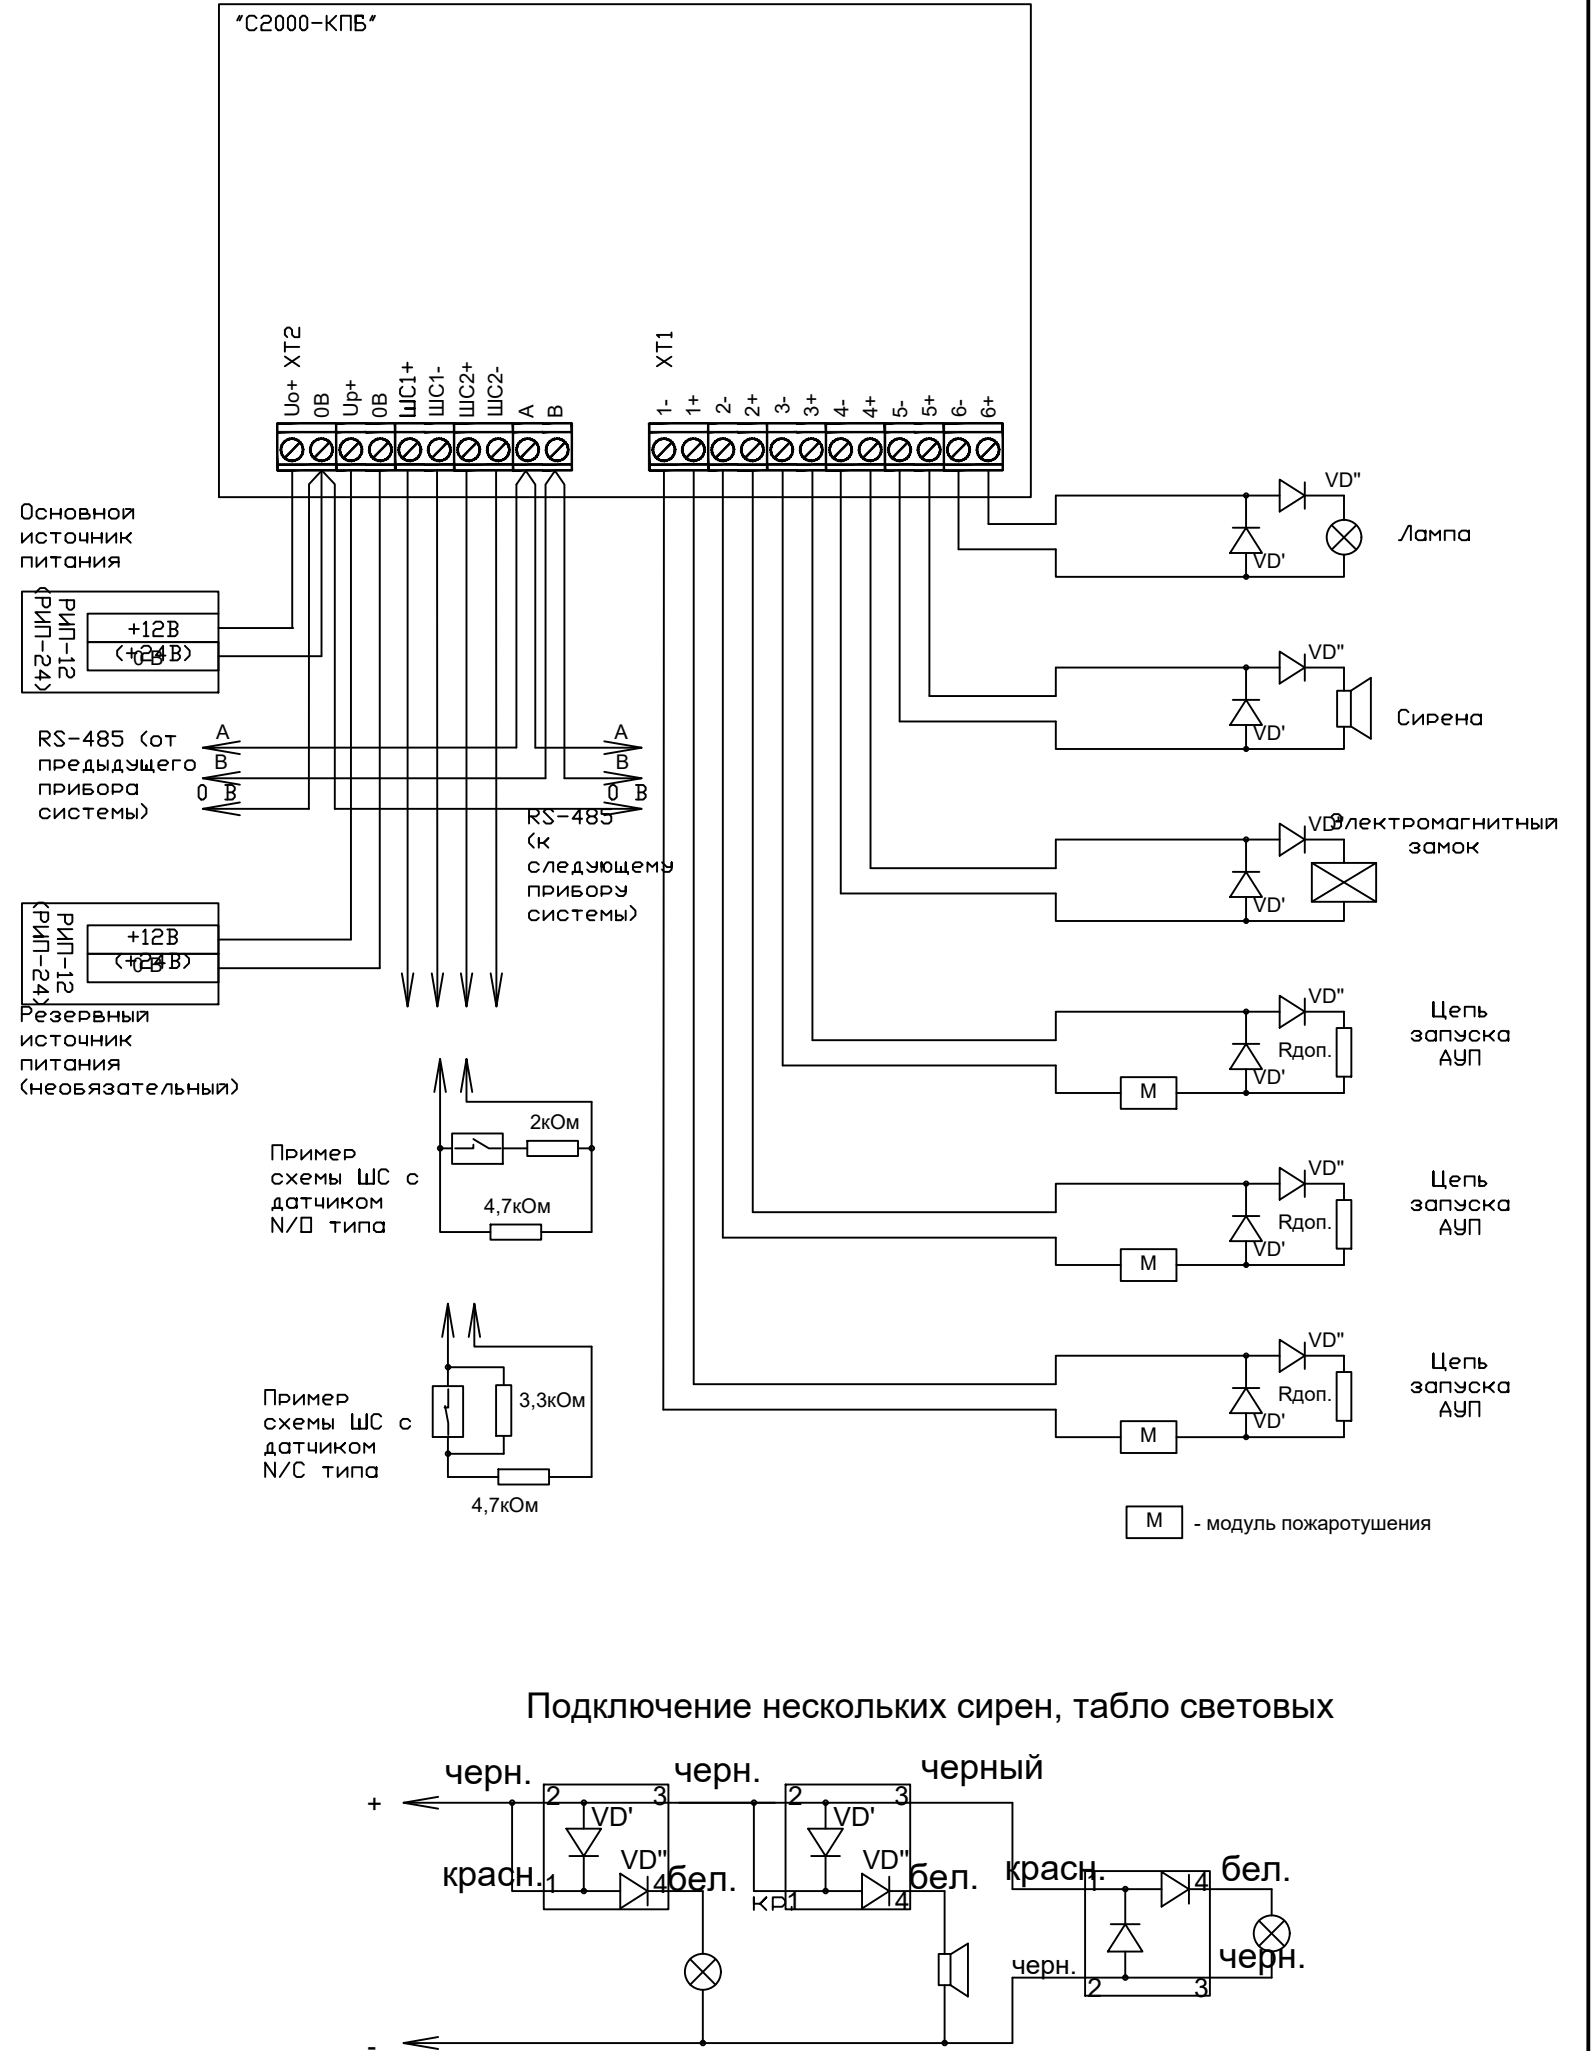 "С2000-КПБ"
XT2
Uo+
0В
Uр+
0В
ШС1+
ШС1-
ШС2+
ШС2-
A
B
XT1
1-
1+
2-
2+
3-
3+
4-
4+
5-
5+
6-
6+
Основной
источник
питания
РИП-12
(РИП-24)
+12В
(+24В)
0 В
RS-485 (от
предыдущего
прибора
системы)
A
B
0 В
A
B
0 В
RS-485
(к
следующему
прибору
системы)
РИП-12
(РИП-24)
+12В
(+24В)
0 В
Резервный
источник
питания
(необязательный)
VD"
VD'
Лампа
VD"
VD'
Сирена
VD"
VD'
Электромагнитный
замок
VD"
VD'
Rдоп.
М
Цепь
запуска
АУП
VD"
VD'
Rдоп.
М
Цепь
запуска
АУП
VD"
VD'
Rдоп.
М
Цепь
запуска
АУП
Пример
схемы ШС с
датчиком
N/O типа
2кОм
4,7кОм
Пример
схемы ШС с
датчиком
N/C типа
3,3кОм
4,7кОм
М - модуль пожаротушения
Подключение нескольких сирен, табло световых
+
черн.
2
3
VD'
VD"
красн.
1
4
бел.
черн.
2
3
VD'
VD"
КР
1
4
бел.
черный
красн.
1
4
бел.
черн.
2
3
черн.
-